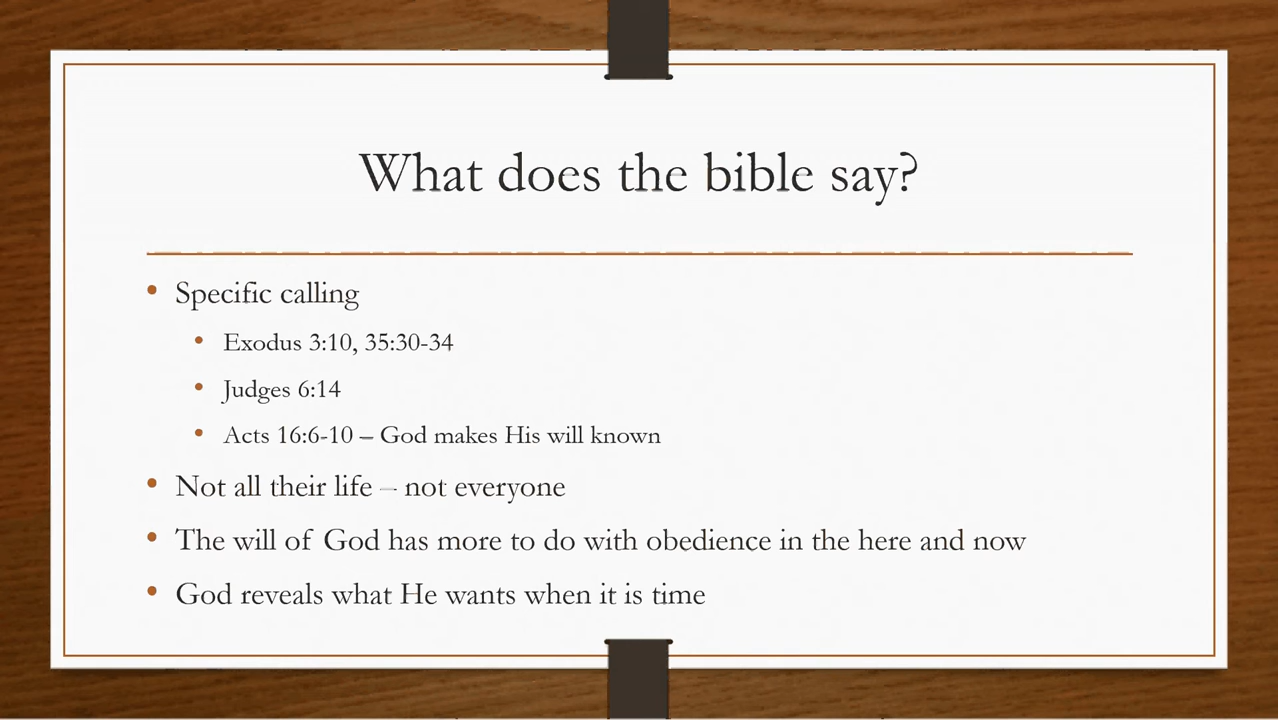 What does the bible say?
• Specific calling
• Exodus 3:10, 35:30-34
• Judges 6:14
• Acts 16:6-10 – God makes His will known
• Not all their life – not everyone
• The will of God has more to do with obedience in the here and now
• God reveals what He wants when it is time